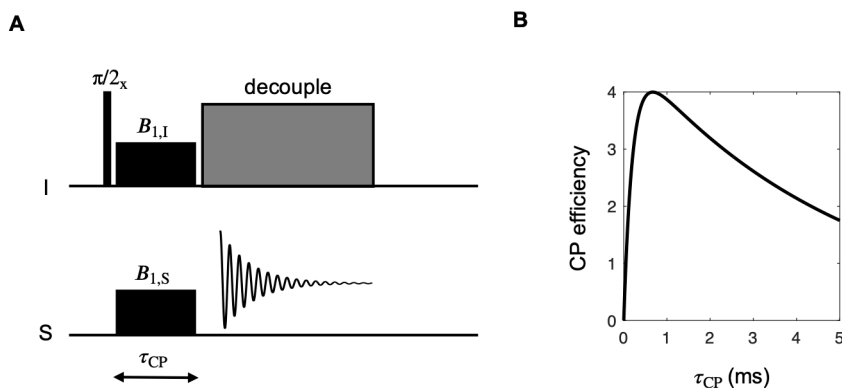 A
π/2x
B1,I
decouple
I
B1,S
S
τCP
B
CP efficiency
4
3
2
1
0
0 1 2 3 4 5
τCP (ms)